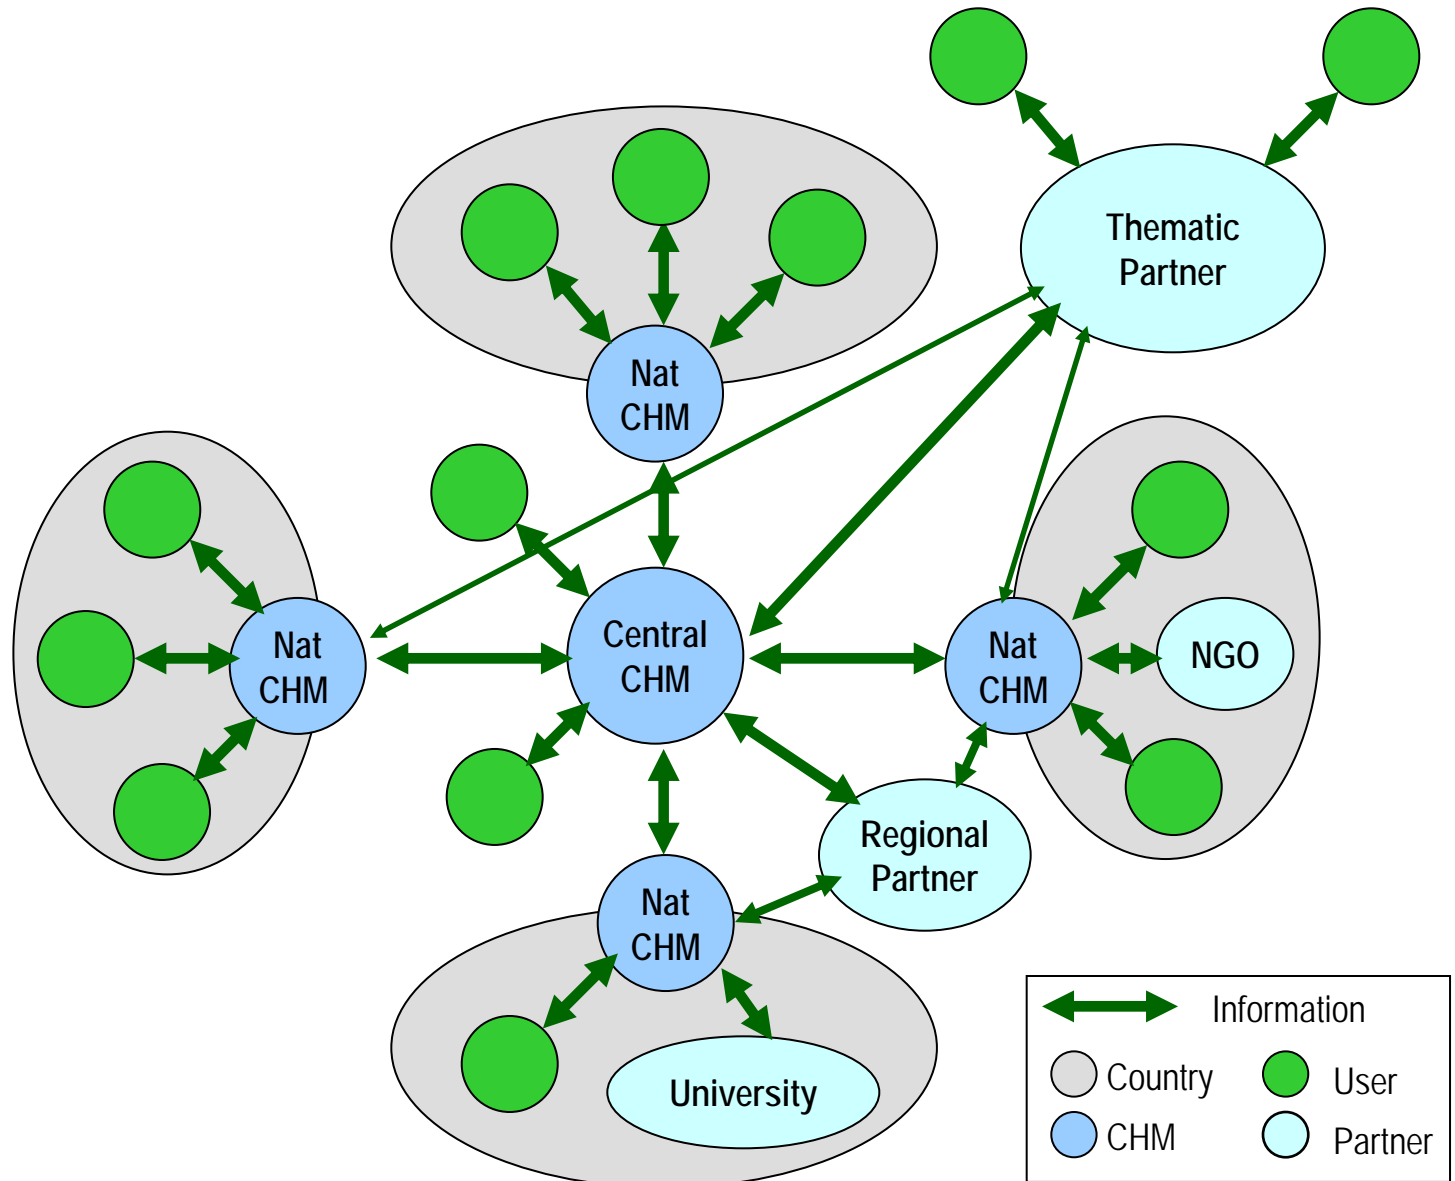 Thematic
Partner
Nat
CHM
Nat
CHM
Central
CHM
Nat
CHM
NGO
Regional
Partner
Nat
CHM
University
Information
Country
User
CHM
Partner